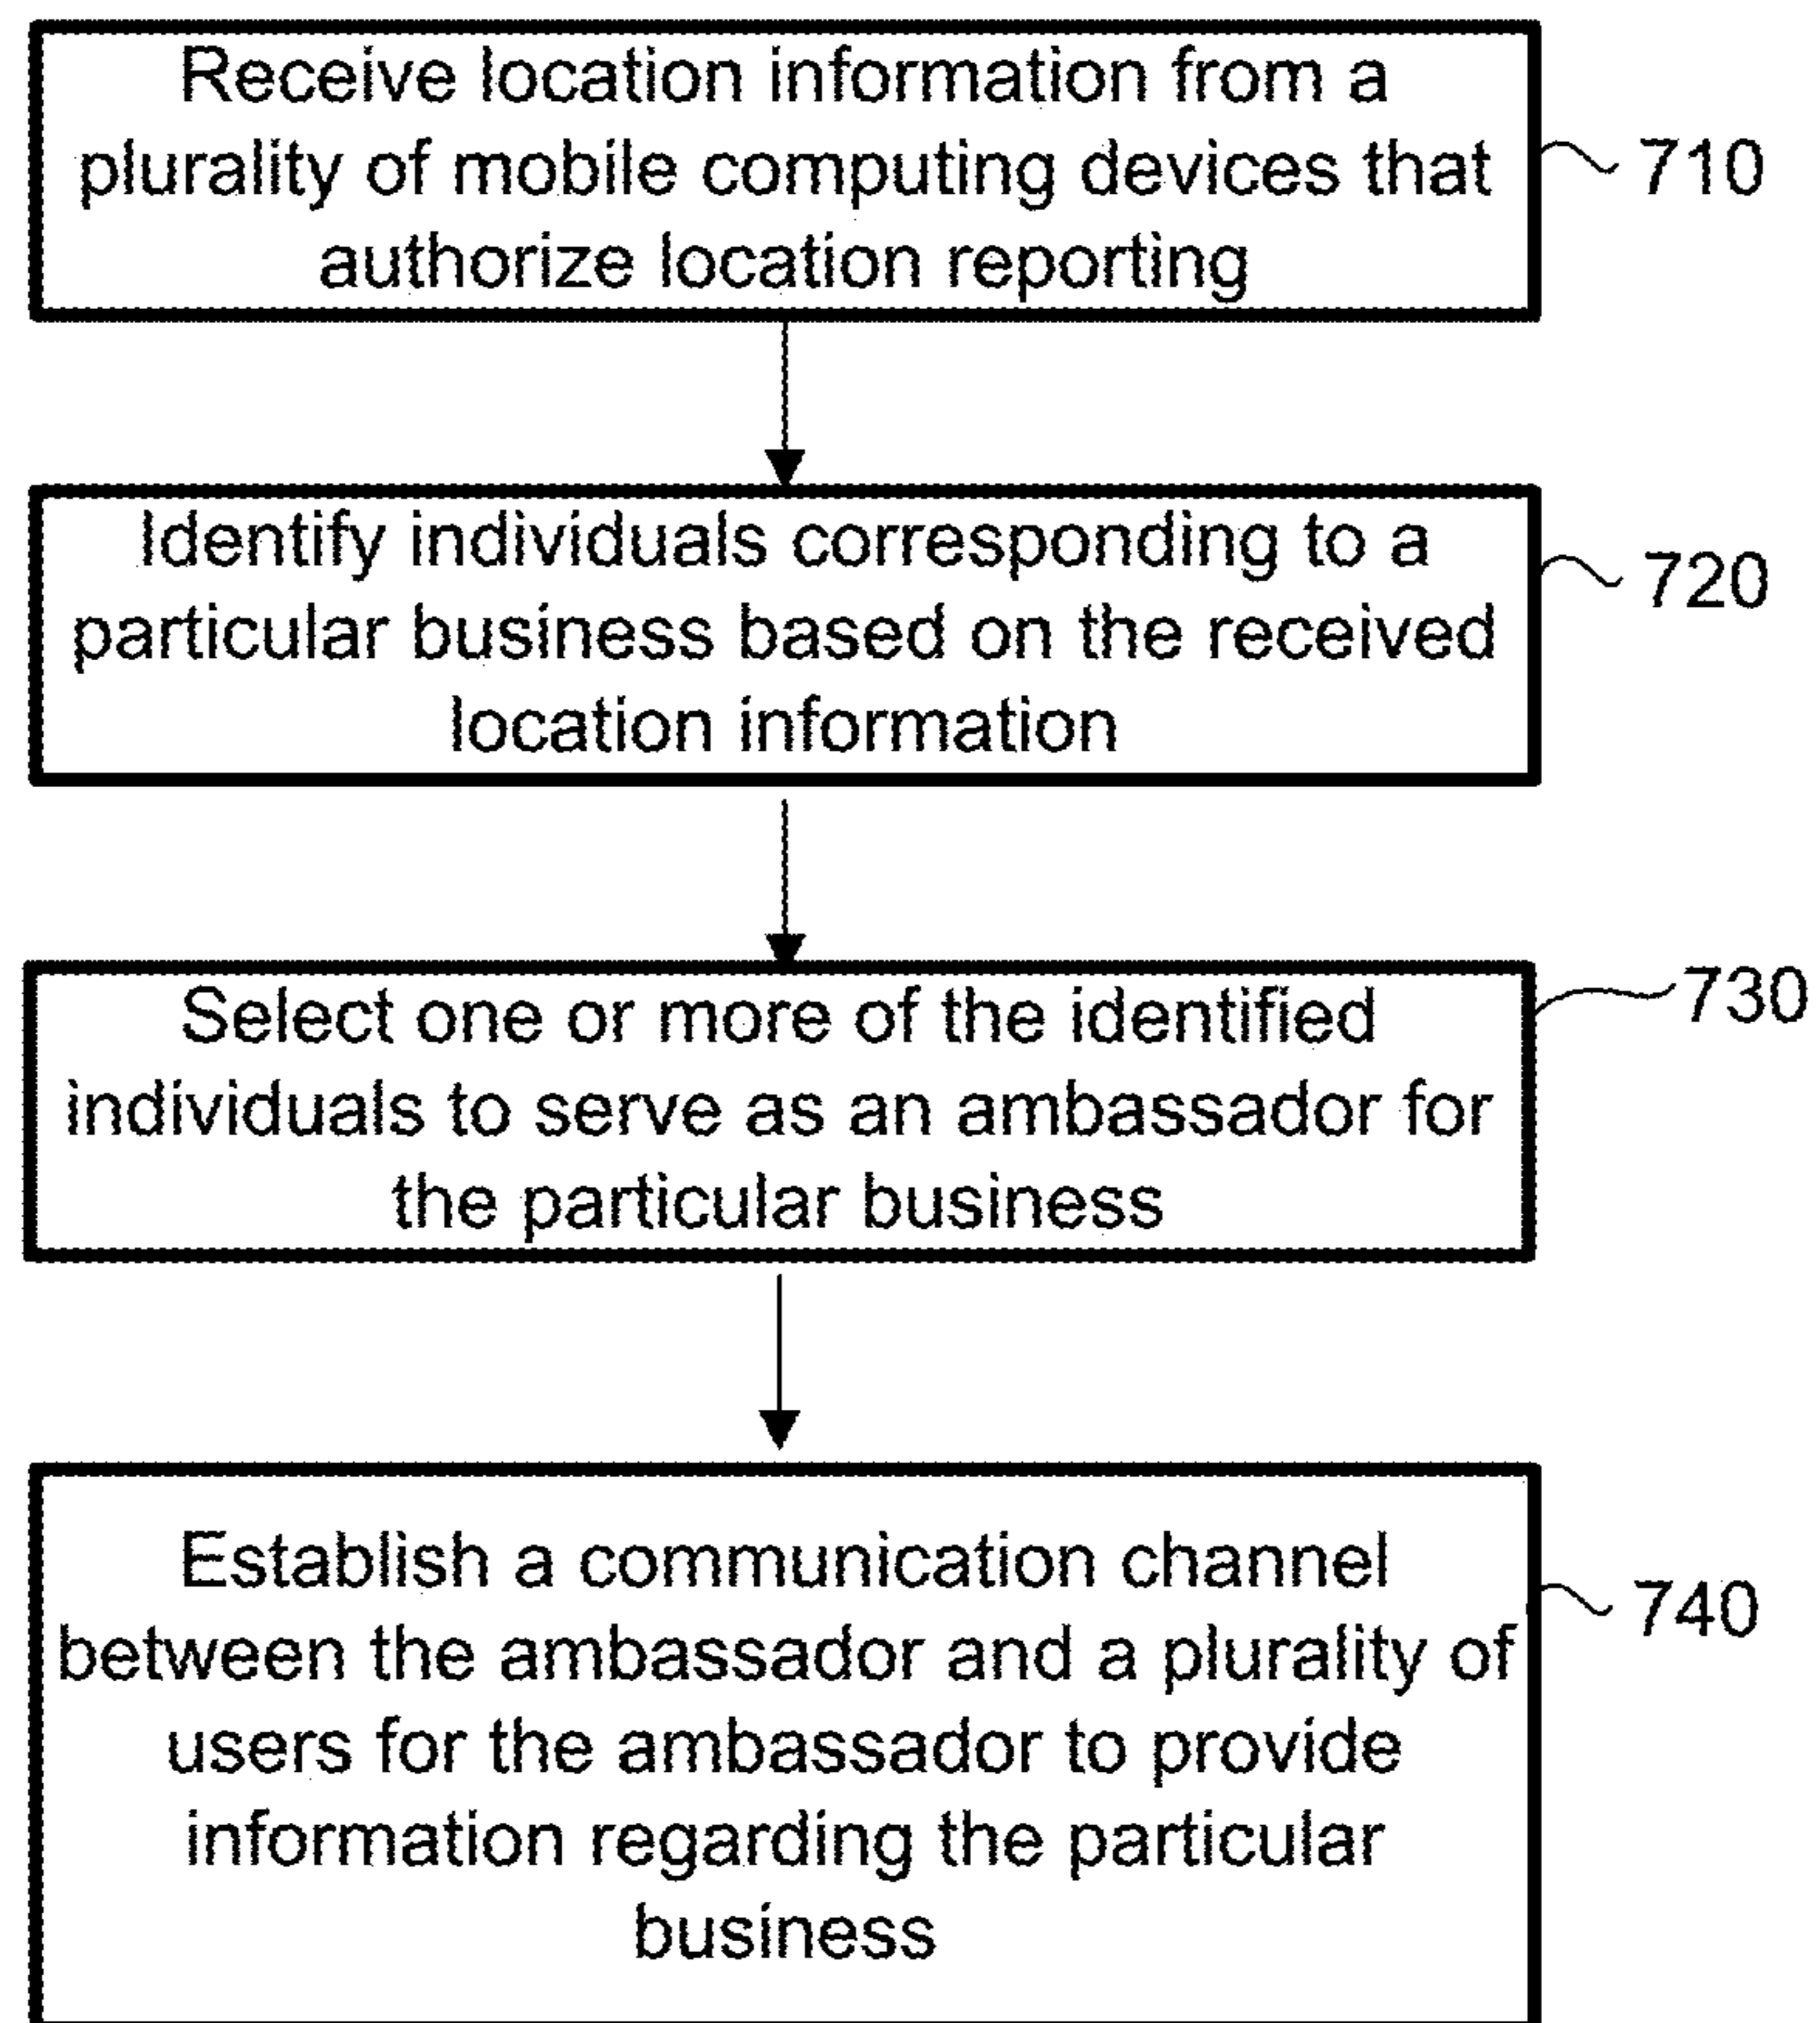 Receive location information from a
plurality of mobile computing devices that
authorize location reporting
710
Identify individuals corresponding to a
particular business based on the received
location information
720
Select one or more of the identified
individuals to serve as an ambassador for
the particular business
730
Establish a communication channel
between the ambassador and a plurality of
users for the ambassador to provide
information regarding the particular
business
740